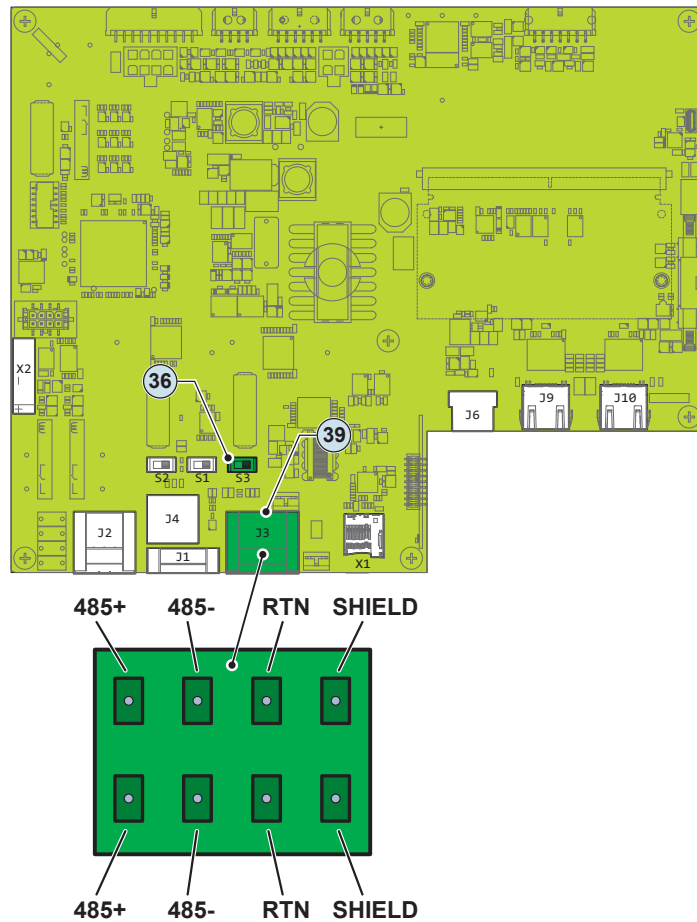 X2
36
39
J6
J9
J10
S2
S1
S3
J2
J4
J1
J3
X1
485+ 485- RTN SHIELD
485+ 485- RTN SHIELD